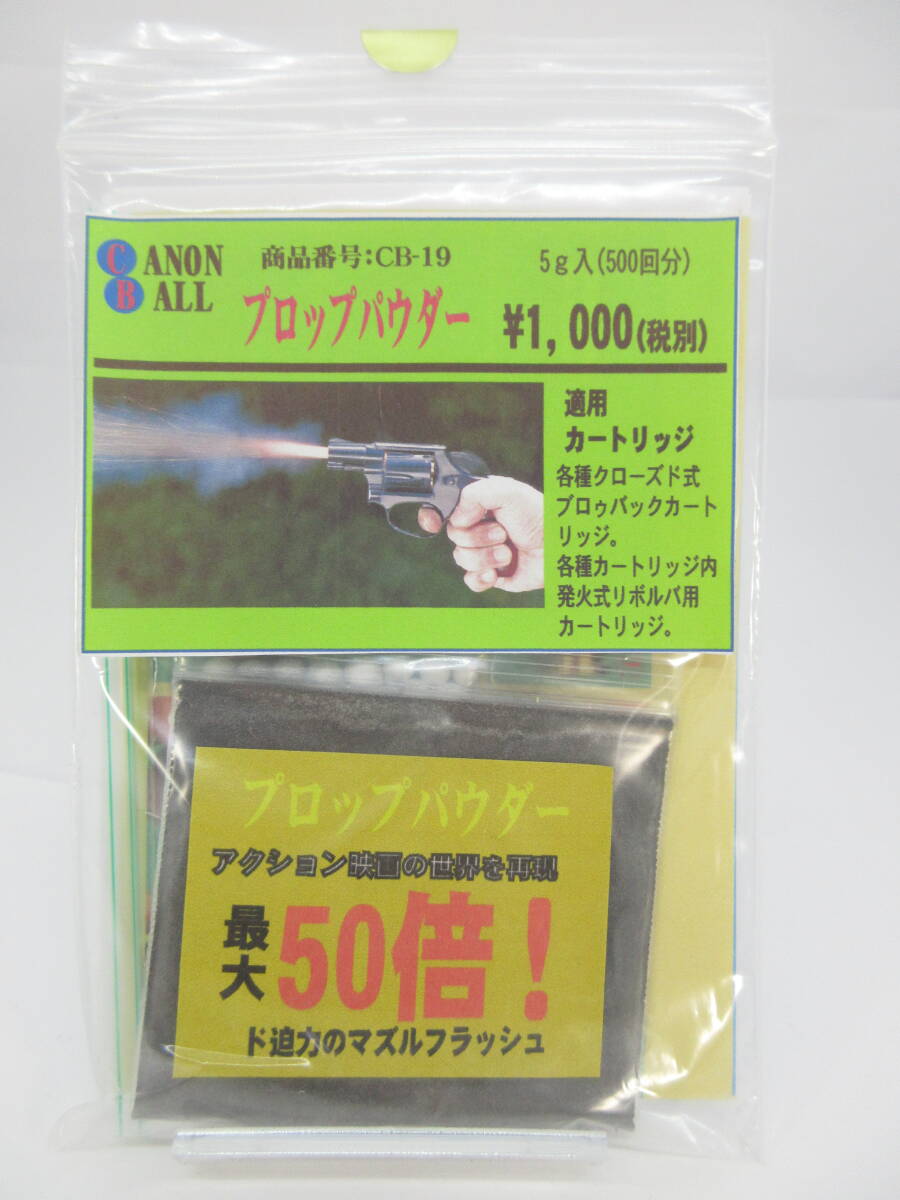 CANON
BALL
商品番号:CB-19
5g入(500回分)
プロップパウダー
¥1,000(税別)
適用
カートリッジ
各種クローズド式
ブロゥバックカート
リッジ。
各種カートリッジ内
発火式リボルバ用
カートリッジ。
プロップパウダー
アクション映画の世界を再現
最大50倍!
ド迫力のマズルフラッシュ